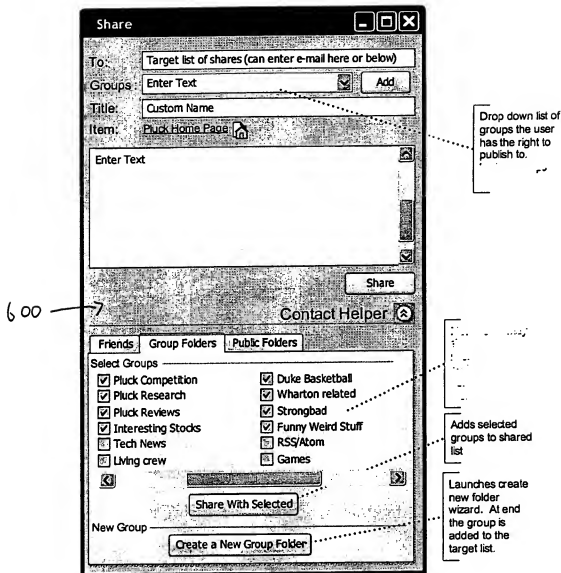 Share
To: Target list of shares (can enter e-mail here or below)
Groups: Enter Text Add
Title: Custom Name
Item: Pluck Home Page
Enter Text
Share
Contact Helper
Friends Group Folders Public Folders
Select Groups
Pluck Competition Duke Basketball
Pluck Research Wharton related
Pluck Reviews Strongbad
Interesting Stocks Funny Weird Stuff
Tech News RSS/Atom
Living crew Games
Share With Selected
New Group
Create a New Group Folder
600
Drop down list of
groups the user
has the right to
publish to.
Adds selected
groups to shared
list
Launches create
new folder
wizard. At end
the group is
added to the
target list.